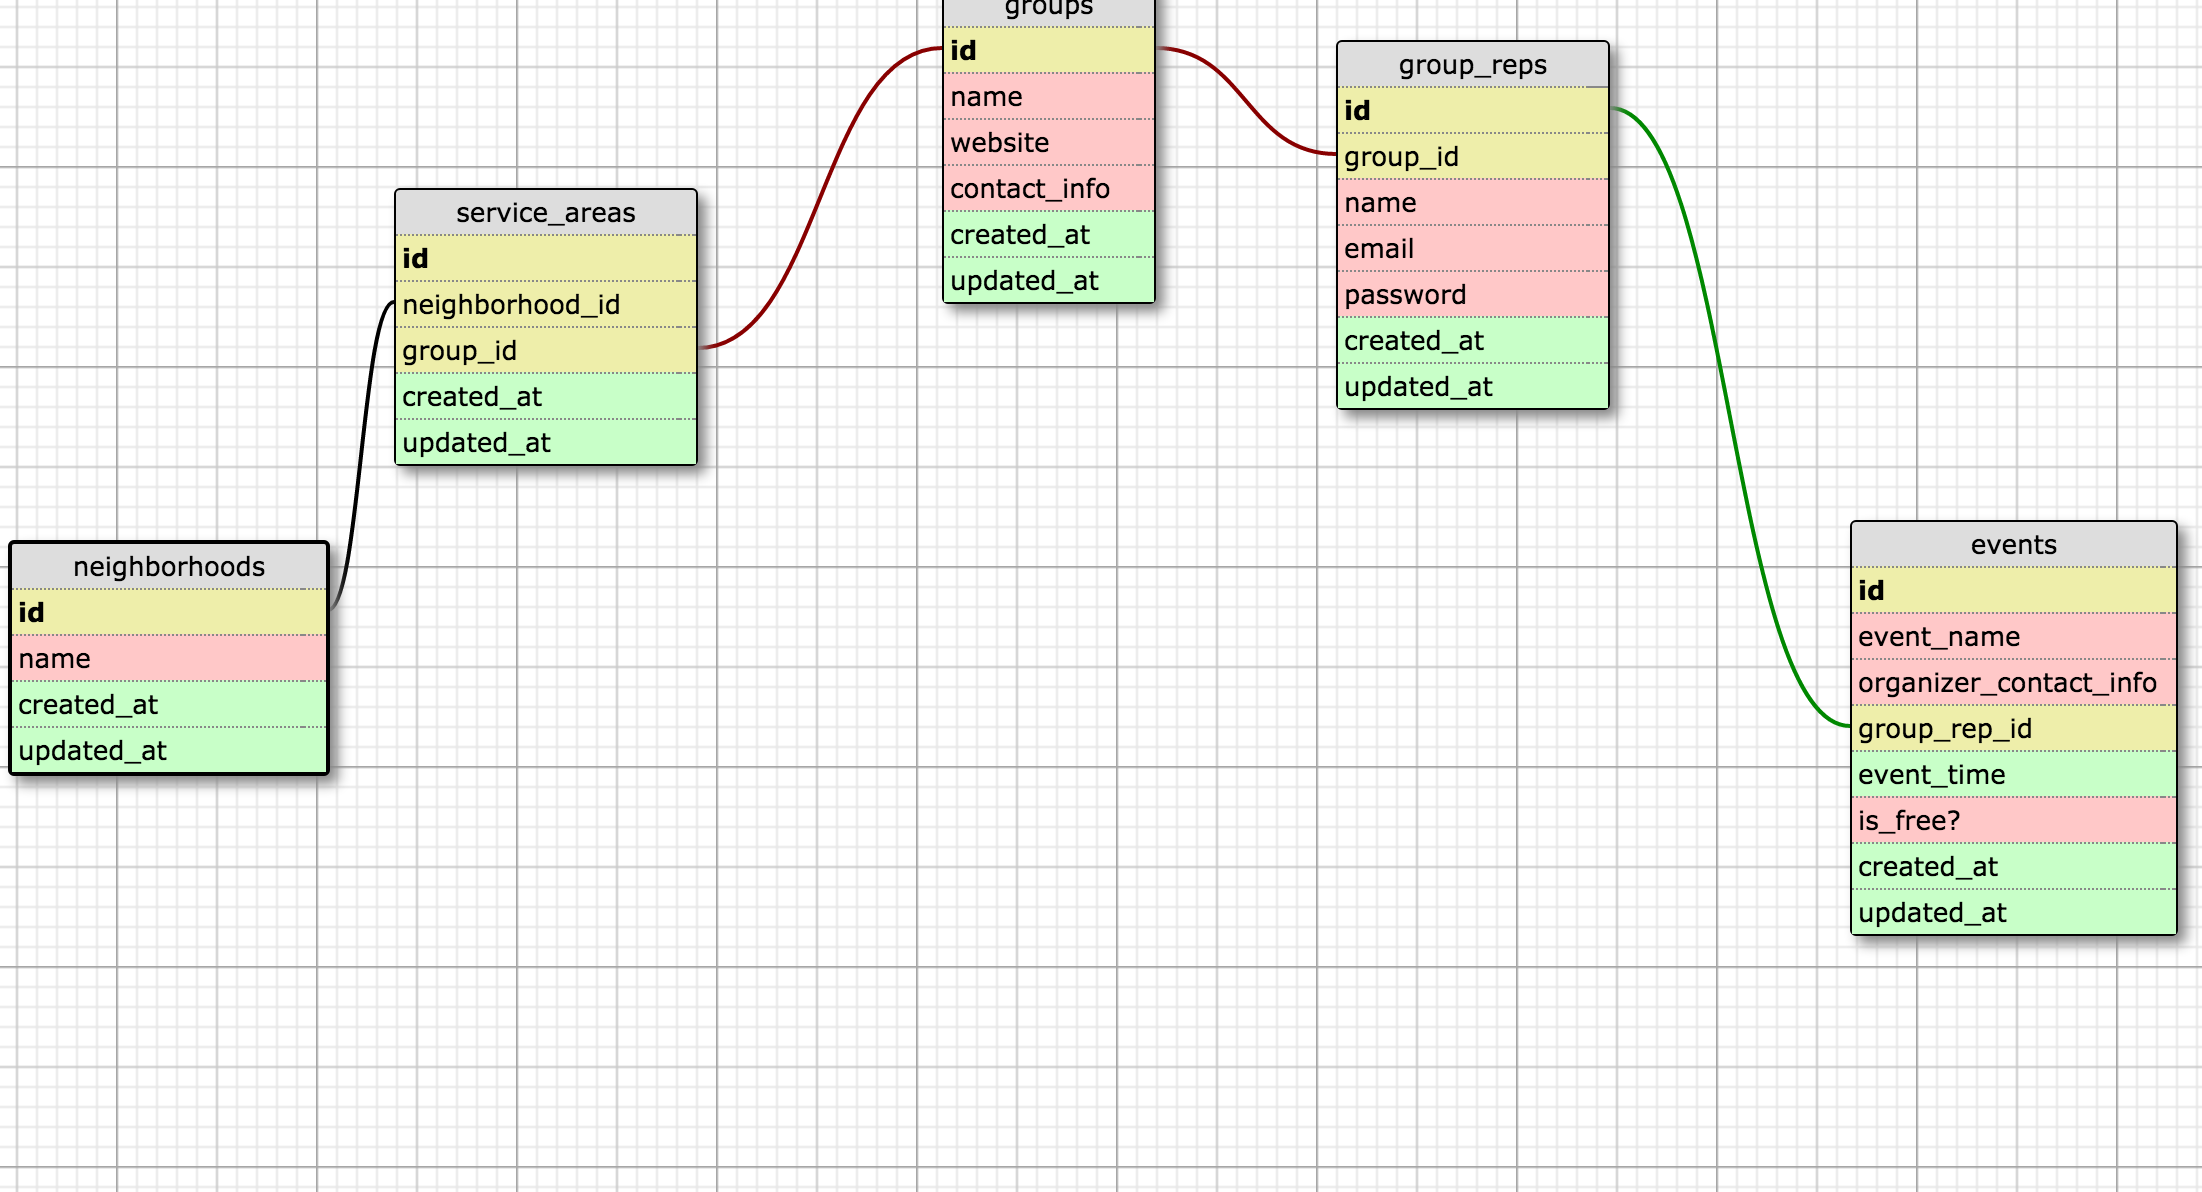 groups
id
name
website
contact_info
created_at
updated_at
group_reps
id
group_id
name
email
password
created_at
updated_at
service_areas
id
neighborhood_id
group_id
created_at
updated_at
neighborhoods
id
name
created_at
updated_at
events
id
event_name
organizer_contact_info
group_rep_id
event_time
is_free?
created_at
updated_at